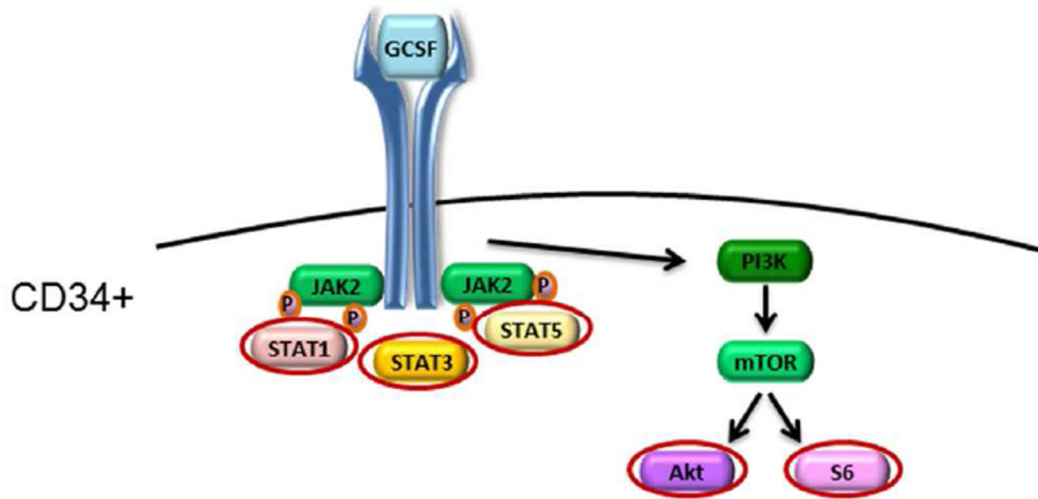 GCSF
PI3K
JAK2
JAK2
P
P
P
P
CD34+
STAT1
STAT3
STAT5
mTOR
Akt
S6